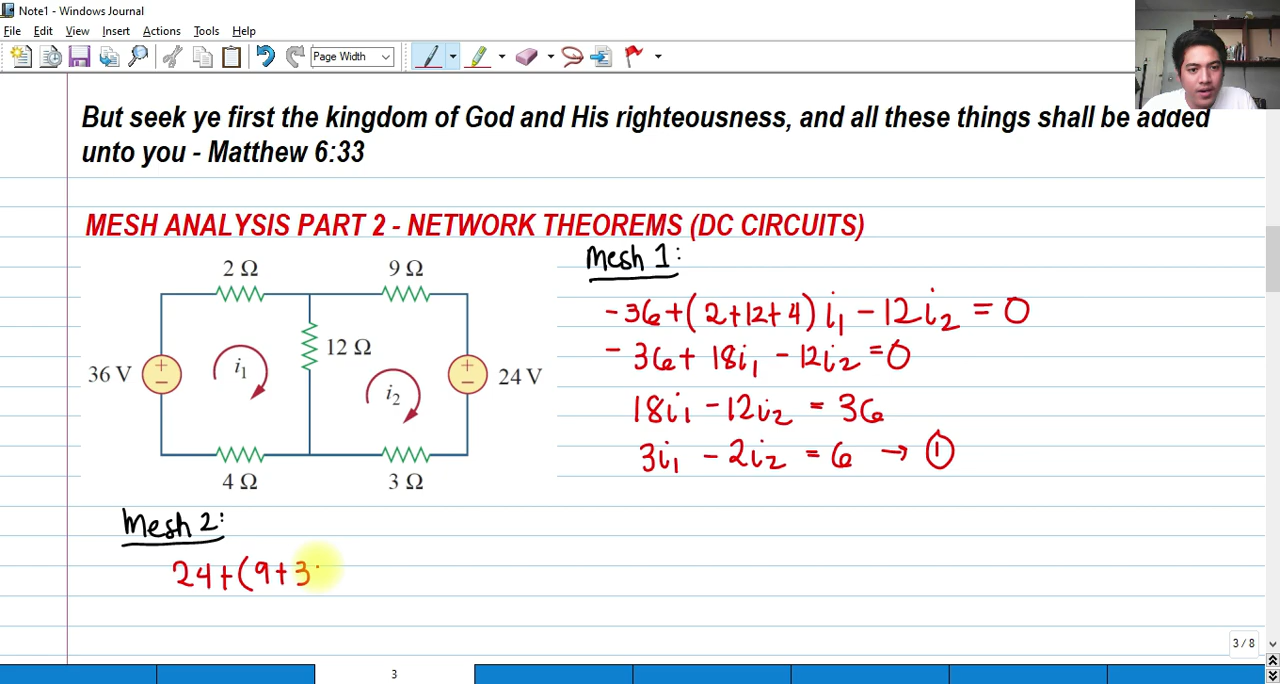 Note1 - Windows Journal
File Edit View Insert Actions Tools Help
Page Width
But seek ye first the kingdom of God and His righteousness, and all these things shall be added
unto you - Matthew 6:33
MESH ANALYSIS PART 2 - NETWORK THEOREMS (DC CIRCUITS)
Mesh 1:
2 Ω 9 Ω
-36+(2+12+4)i₁ - 12i₂ = 0
12 Ω
-36+18i₁ - 12i₂ = 0
36 V i₁ i₂ 24 V
18i₁ - 12i₂ = 36
3i₁ - 2i₂ = 6 → ①
4 Ω 3 Ω
Mesh 2:
24+(9+3
3 / 8
3